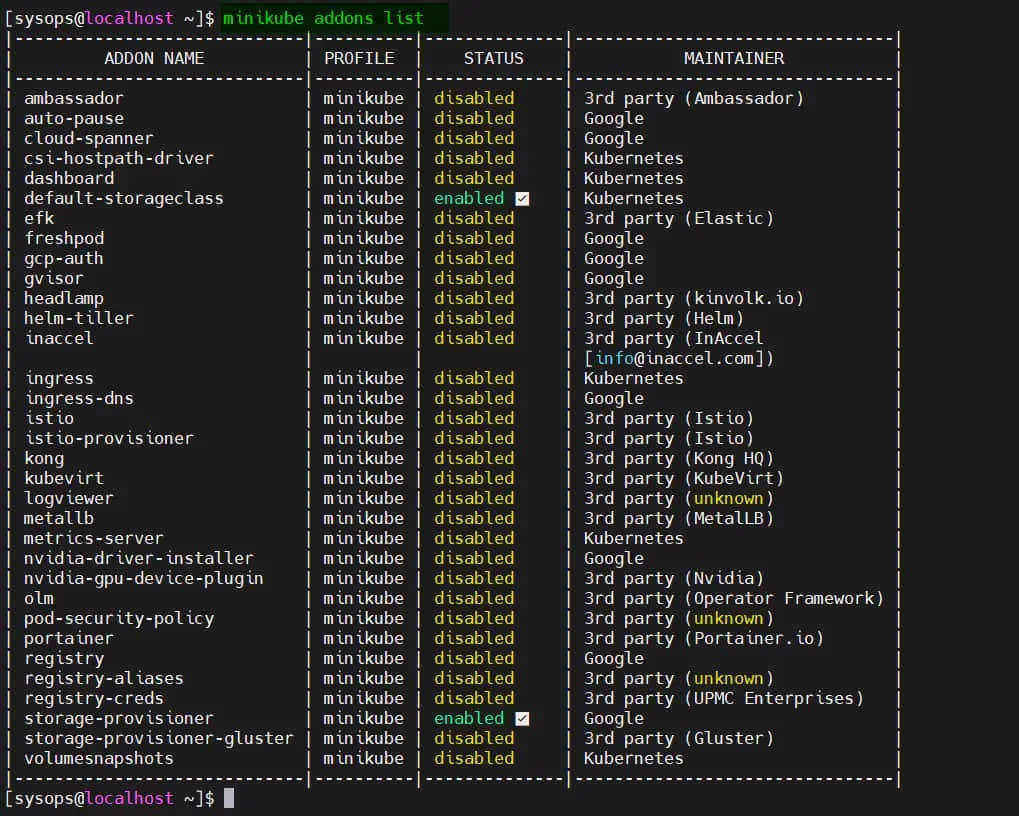 [sysops@localhost ~]$ minikube addons list
|-----------------------------|----------|--------------|--------------------------------|
|         ADDON NAME          | PROFILE  |    STATUS    |           MAINTAINER           |
|-----------------------------|----------|--------------|--------------------------------|
| ambassador                  | minikube | disabled     | 3rd party (Ambassador)         |
| auto-pause                  | minikube | disabled     | Google                         |
| cloud-spanner               | minikube | disabled     | Google                         |
| csi-hostpath-driver         | minikube | disabled     | Kubernetes                     |
| dashboard                   | minikube | disabled     | Kubernetes                     |
| default-storageclass        | minikube | enabled ✅   | Kubernetes                     |
| efk                         | minikube | disabled     | 3rd party (Elastic)            |
| freshpod                    | minikube | disabled     | Google                         |
| gcp-auth                    | minikube | disabled     | Google                         |
| gvisor                      | minikube | disabled     | Google                         |
| headlamp                    | minikube | disabled     | 3rd party (kinvolk.io)         |
| helm-tiller                 | minikube | disabled     | 3rd party (Helm)               |
| inaccel                     | minikube | disabled     | 3rd party (InAccel             |
|                             |          |              | [info@inaccel.com])            |
| ingress                     | minikube | disabled     | Kubernetes                     |
| ingress-dns                 | minikube | disabled     | Google                         |
| istio                       | minikube | disabled     | 3rd party (Istio)              |
| istio-provisioner           | minikube | disabled     | 3rd party (Istio)              |
| kong                        | minikube | disabled     | 3rd party (Kong HQ)            |
| kubevirt                    | minikube | disabled     | 3rd party (KubeVirt)           |
| logviewer                   | minikube | disabled     | 3rd party (unknown)            |
| metallb                     | minikube | disabled     | 3rd party (MetalLB)            |
| metrics-server              | minikube | disabled     | Kubernetes                     |
| nvidia-driver-installer     | minikube | disabled     | Google                         |
| nvidia-gpu-device-plugin    | minikube | disabled     | 3rd party (Nvidia)             |
| olm                         | minikube | disabled     | 3rd party (Operator Framework) |
| pod-security-policy         | minikube | disabled     | 3rd party (unknown)            |
| portainer                   | minikube | disabled     | 3rd party (Portainer.io)       |
| registry                    | minikube | disabled     | Google                         |
| registry-aliases            | minikube | disabled     | 3rd party (unknown)            |
| registry-creds              | minikube | disabled     | 3rd party (UPMC Enterprises)   |
| storage-provisioner         | minikube | enabled ✅   | Google                         |
| storage-provisioner-gluster | minikube | disabled     | 3rd party (Gluster)            |
| volumesnapshots             | minikube | disabled     | Kubernetes                     |
|-----------------------------|----------|--------------|--------------------------------|
[sysops@localhost ~]$